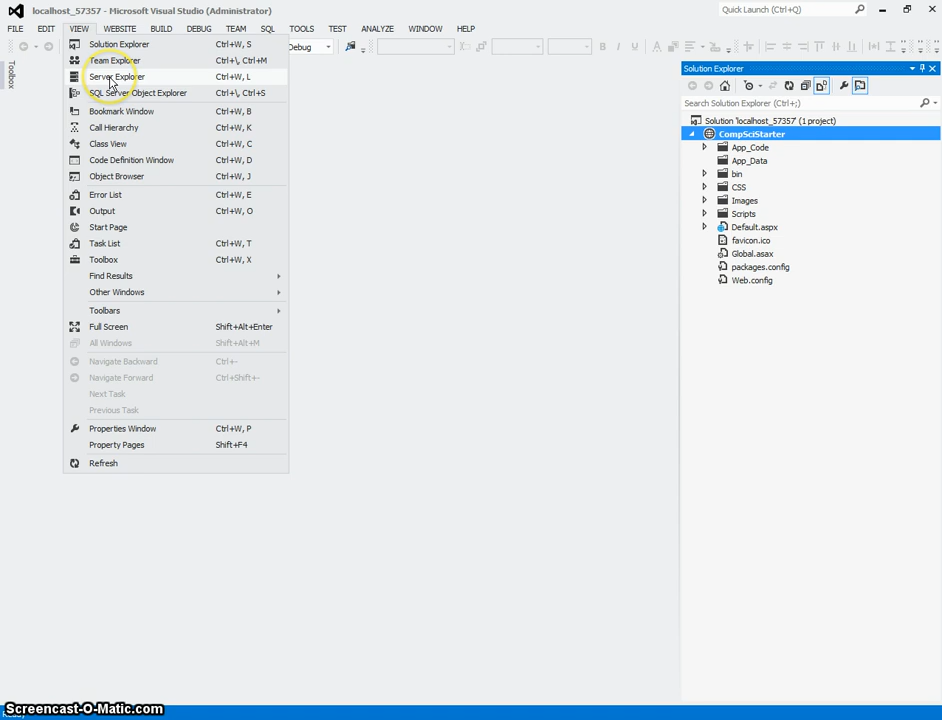 localhost_57357 - Microsoft Visual Studio (Administrator)
Quick Launch (Ctrl+Q)
FILE EDIT VIEW WEBSITE BUILD DEBUG TEAM SQL TOOLS TEST ANALYZE WINDOW HELP
Debug
Toolbox
Solution Explorer Ctrl+W, S
Team Explorer Ctrl+\, Ctrl+M
Server Explorer Ctrl+W, L
SQL Server Object Explorer Ctrl+\, Ctrl+S
Bookmark Window Ctrl+W, B
Call Hierarchy Ctrl+W, K
Class View Ctrl+W, C
Code Definition Window Ctrl+W, D
Object Browser Ctrl+W, J
Error List Ctrl+W, E
Output Ctrl+W, O
Start Page
Task List Ctrl+W, T
Toolbox Ctrl+W, X
Find Results
Other Windows
Toolbars
Full Screen Shift+Alt+Enter
All Windows Shift+Alt+M
Navigate Backward Ctrl+-
Navigate Forward Ctrl+Shift+-
Next Task
Previous Task
Properties Window Ctrl+W, P
Property Pages Shift+F4
Refresh
Solution Explorer
Search Solution Explorer (Ctrl+;)
Solution 'localhost_57357' (1 project)
CompSciStarter
App_Code
App_Data
bin
CSS
Images
Scripts
Default.aspx
favicon.ico
Global.asax
packages.config
Web.config
Screencast-O-Matic.com